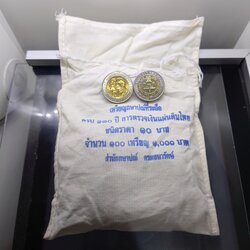 เหรียญกษาปณ์ที่ระลึก
ครบ ๑๓๐ ปี การตรวจเงินแผ่นดินไทย
ชนิดราคา ๑๐ บาท
จำนวน ๑๐๐ เหรียญ ๑,๐๐๐ บาท
สำนักกษาปณ์ กรมธนารักษ์